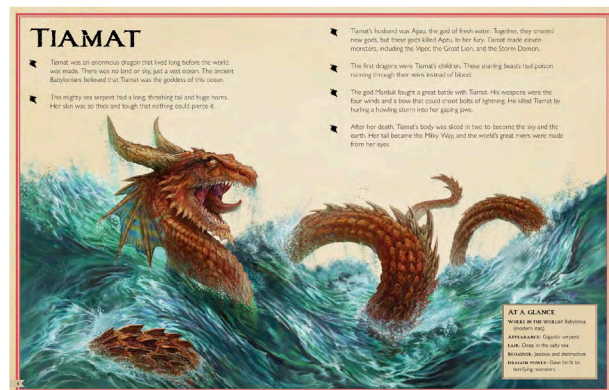 TIAMAT
Tiamat was an enormous dragon that lived long before the world
was made. There was no land or sky, just a vast ocean. The ancient
Babylonians believed that Tiamat was the goddess of this ocean.
This mighty sea serpent had a long, thrashing tail and huge horns.
Her skin was so thick and tough that nothing could pierce it.
Tiamat's husband was Apsu, the god of fresh water. Together, they created
new gods, but these gods killed Apsu. In her fury, Tiamat made eleven
monsters, including the Viper, the Great Lion, and the Storm Demon.
The first dragons were Tiamat's children. These snarling beasts had poison
running through their veins instead of blood.
The god Marduk fought a great battle with Tiamat. His weapons were the
four winds and a bow that could shoot bolts of lightning. He killed Tiamat by
hurling a howling storm into her gaping jaws.
After her death, Tiamat's body was sliced in two to become the sky and the
earth. Her tail became the Milky Way, and the world's great rivers were made
from her eyes.
AT A GLANCE
WHERE IN THE WORLD? Babylonia
(modern Iraq)
APPEARANCE: Gigantic serpent
LAIR: Deep in the salty sea
BEHAVIOR: Jealous and destructive
DRAGON POWER: Gave birth to
terrifying monsters